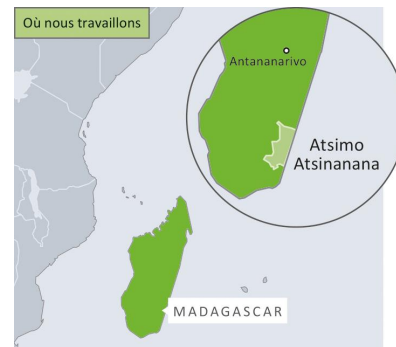 Où nous travaillons
Antananarivo
Atsimo
Atsinanana
MADAGASCAR